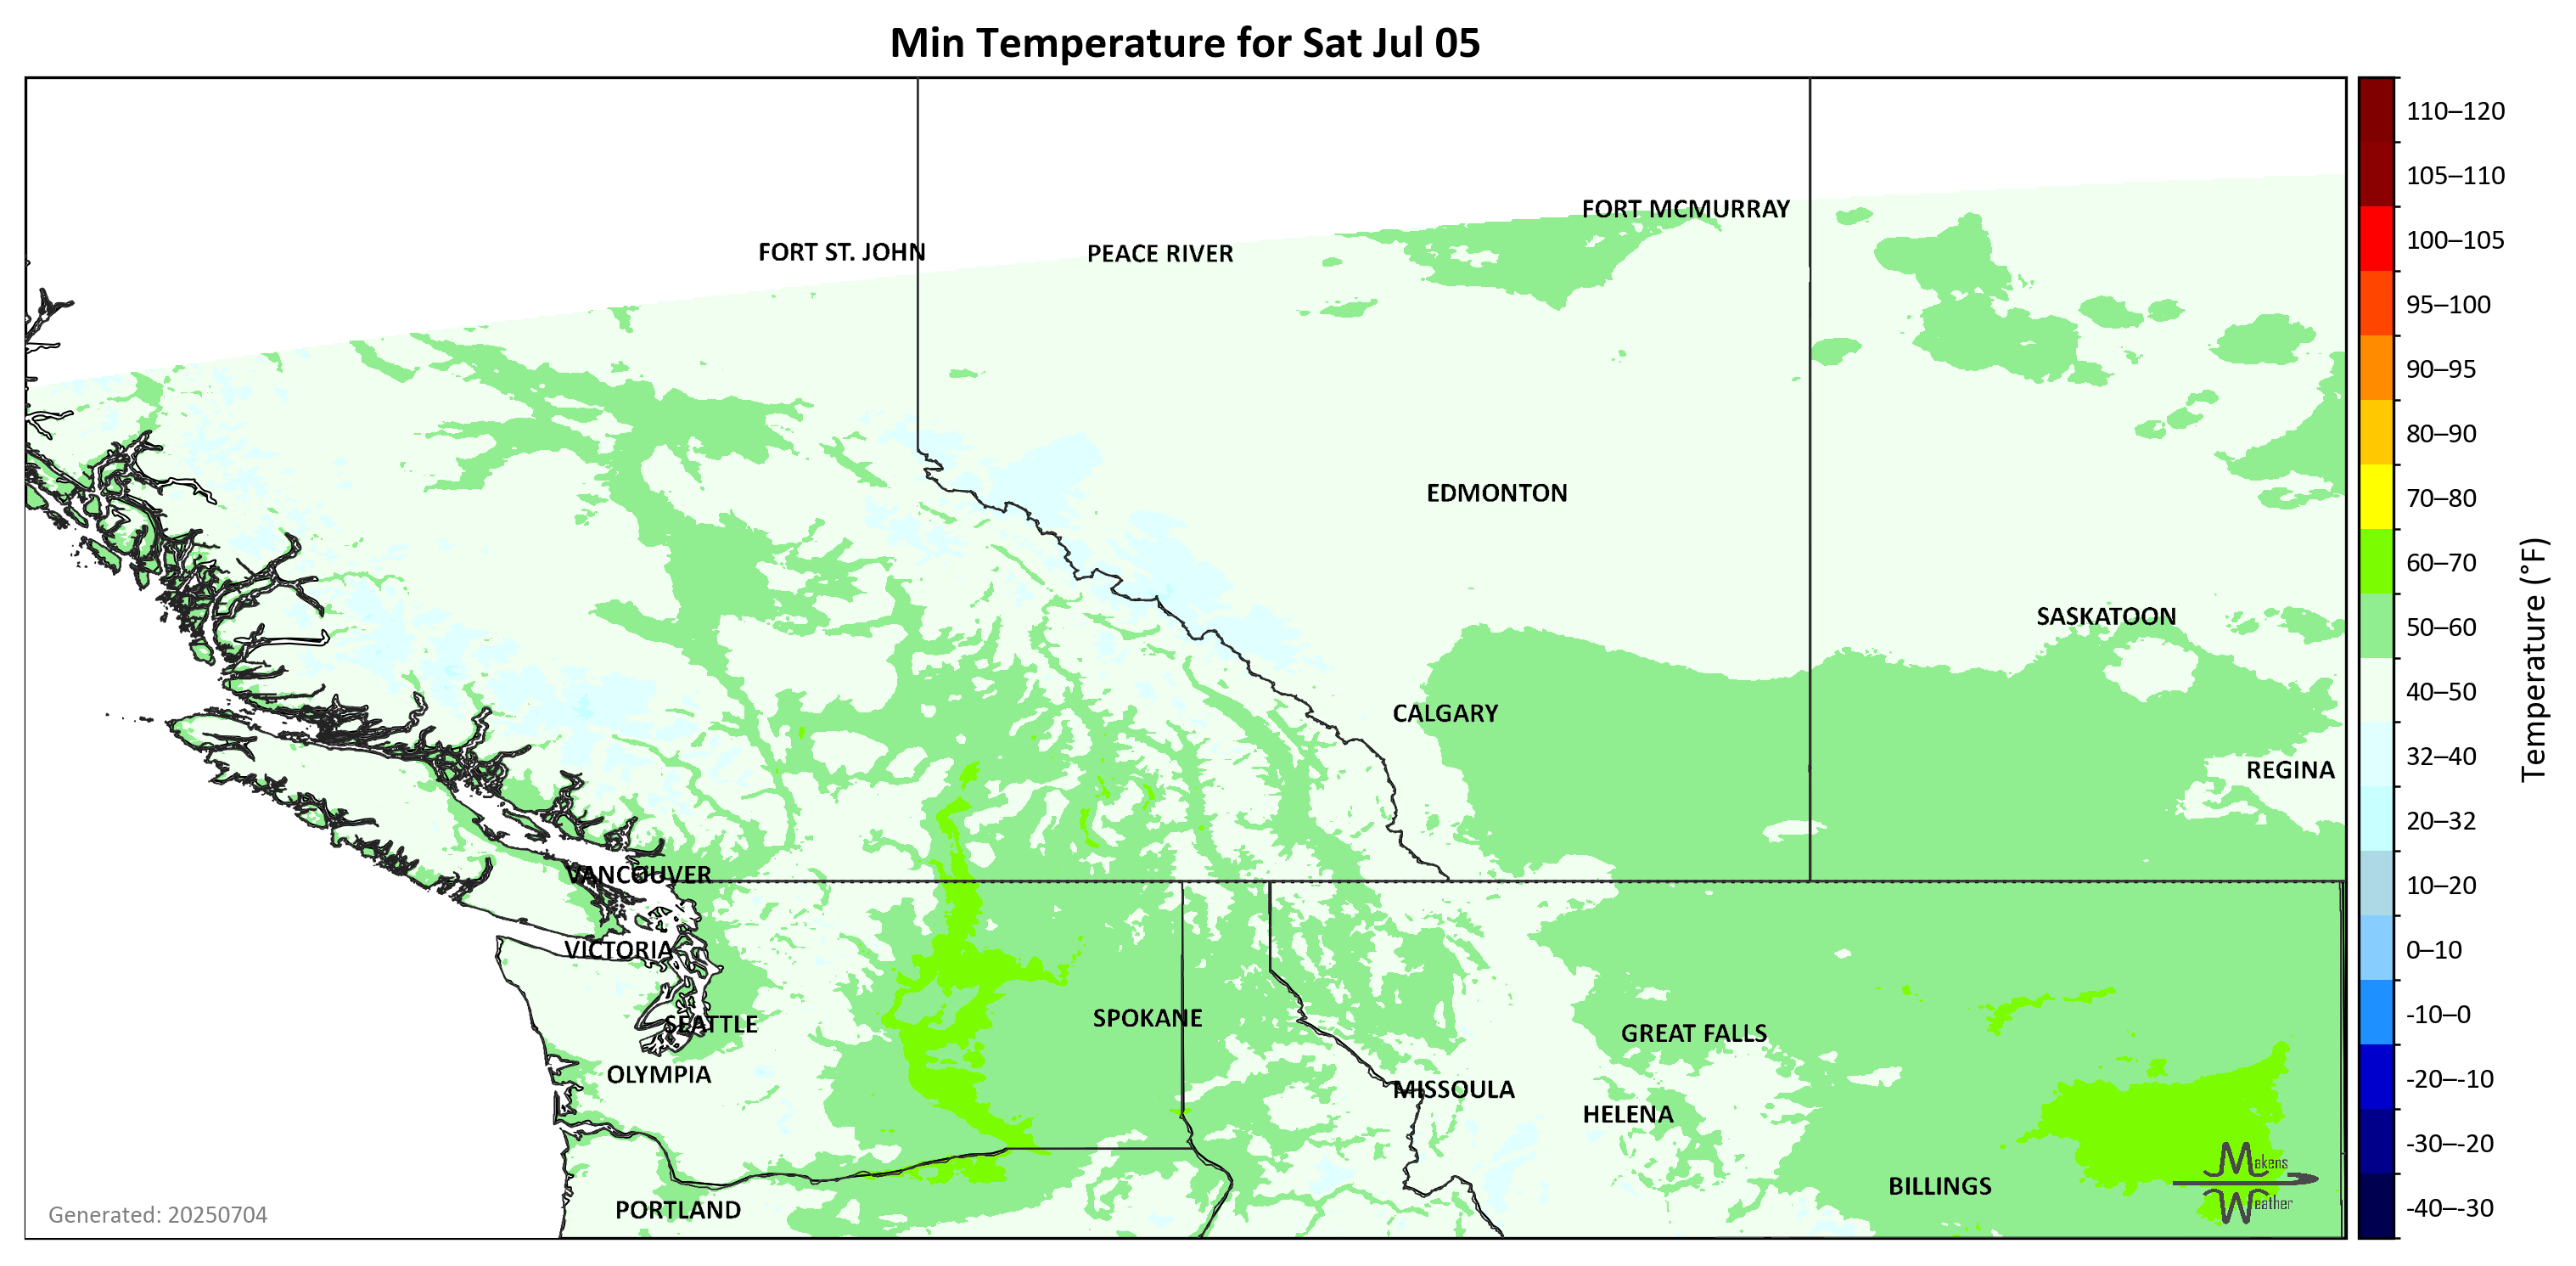 Min Temperature for Sat Jul 05
FORT MCMURRAY
FORT ST. JOHN
PEACE RIVER
EDMONTON
SASKATOON
CALGARY
REGINA
VANCOUVER
VICTORIA
SEATTLE
SPOKANE
GREAT FALLS
OLYMPIA
MISSOULA
HELENA
BILLINGS
PORTLAND
Makens
Weather
Generated: 20250704
110–120
105–110
100–105
95–100
90–95
80–90
70–80
60–70
50–60
40–50
32–40
20–32
10–20
0–10
-10–0
-20–-10
-30–-20
-40–-30
Temperature (°F)